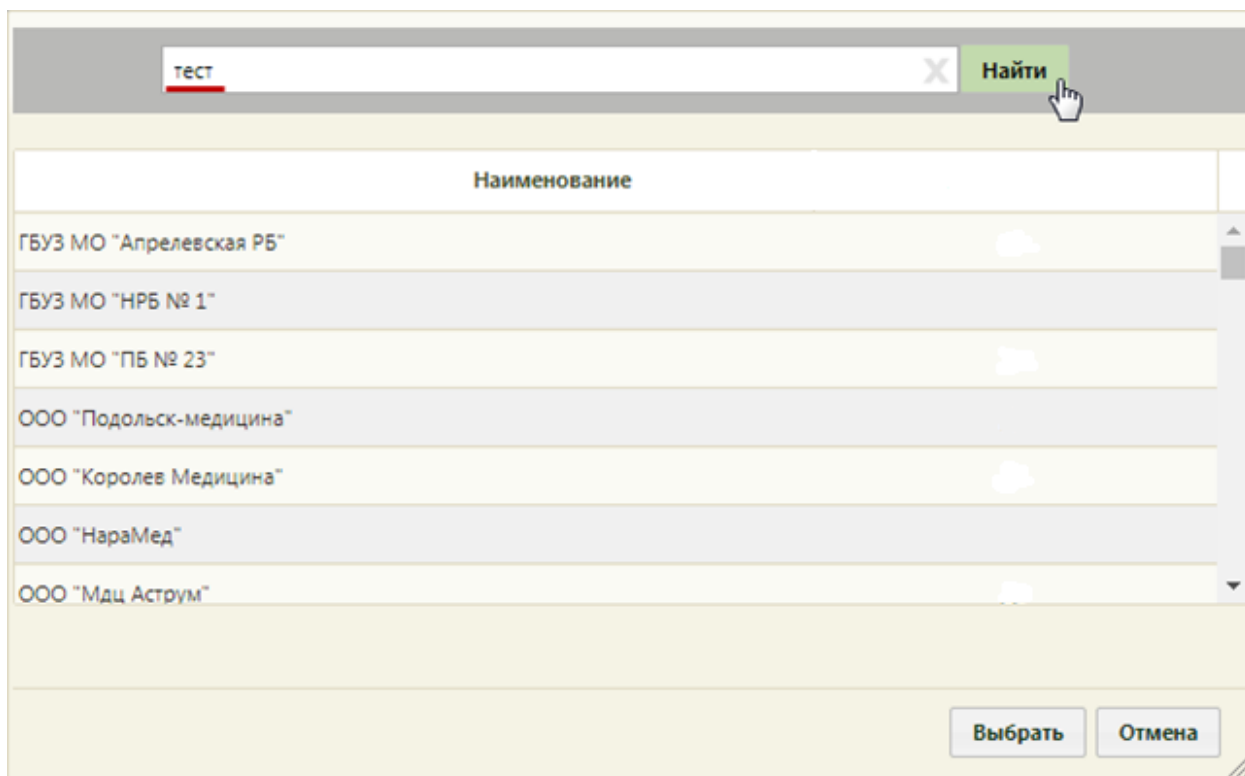 тест
Найти
Наименование
ГБУЗ МО "Апрелевская РБ"
ГБУЗ МО "НРБ № 1"
ГБУЗ МО "ПБ № 23"
ООО "Подольск-медицина"
ООО "Королев Медицина"
ООО "НараМед"
ООО "Мдц Аструм"
Выбрать
Отмена